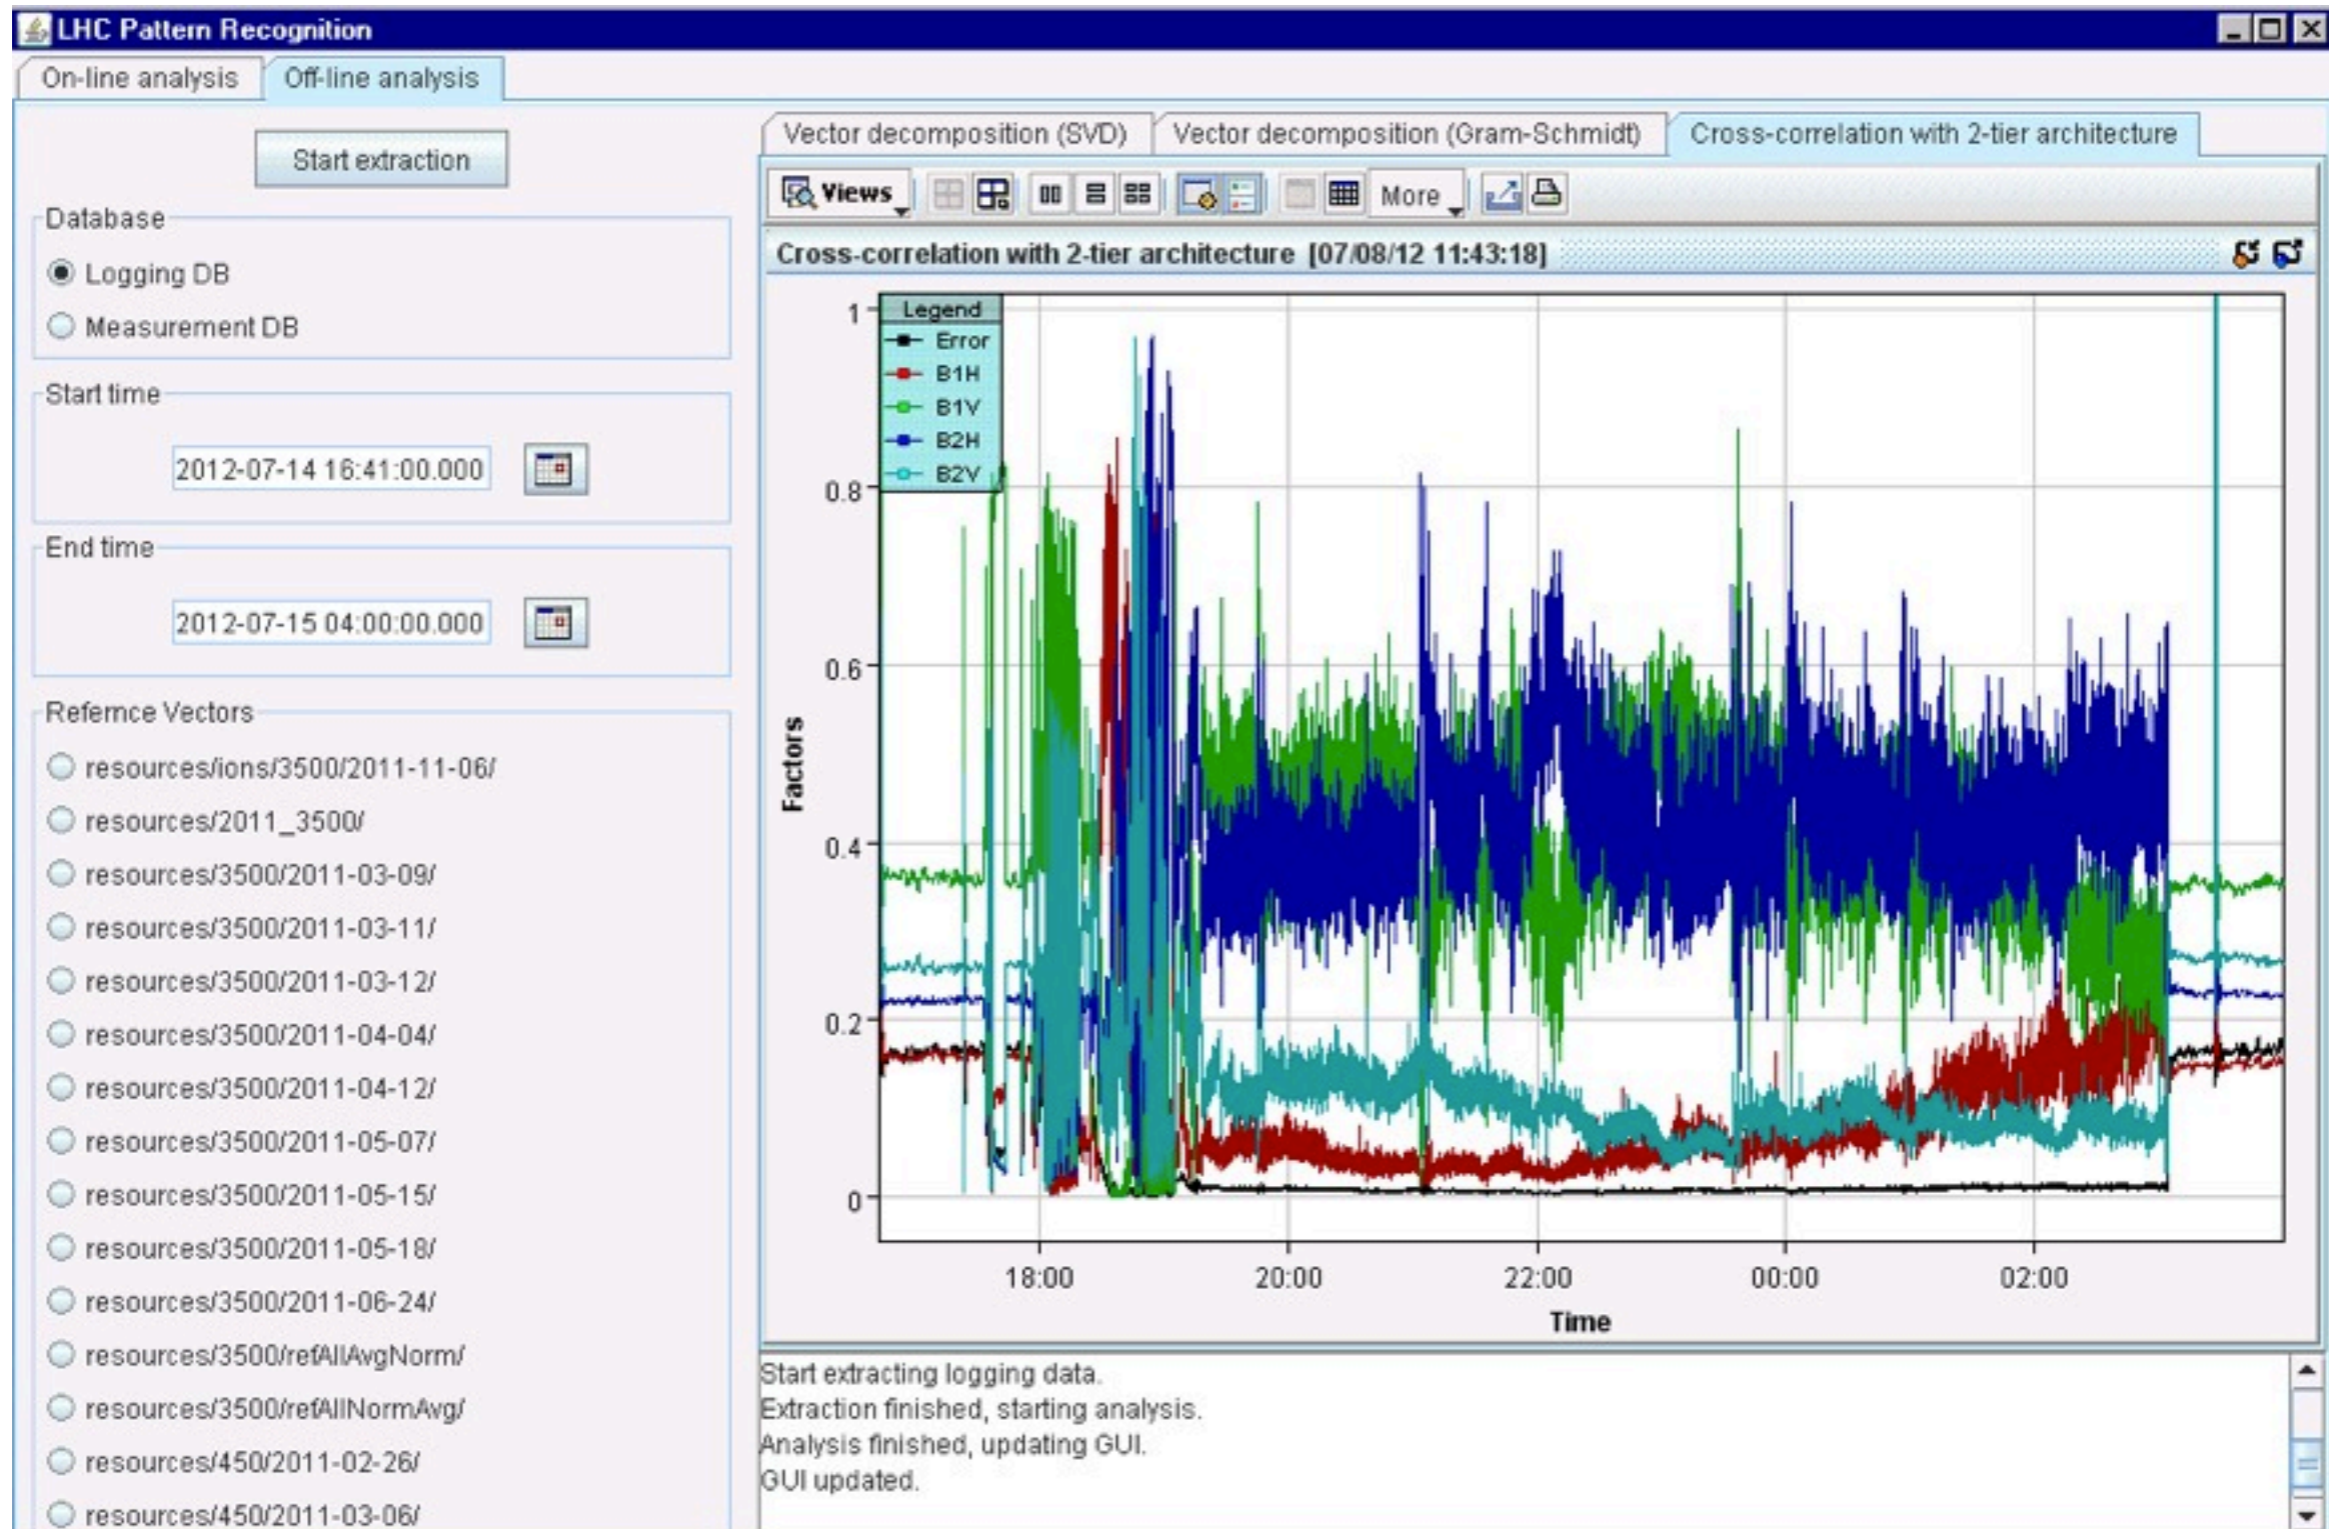 LHC Pattern Recognition
On-line analysis
Off-line analysis
Start extraction
Database
Logging DB
Measurement DB
Start time
2012-07-14 16:41:00.000
End time
2012-07-15 04:00:00.000
Refernce Vectors
resources/ions/3500/2011-11-06/
resources/2011_3500/
resources/3500/2011-03-09/
resources/3500/2011-03-11/
resources/3500/2011-03-12/
resources/3500/2011-04-04/
resources/3500/2011-04-12/
resources/3500/2011-05-07/
resources/3500/2011-05-15/
resources/3500/2011-05-18/
resources/3500/2011-06-24/
resources/3500/refAllAvgNorm/
resources/3500/refAllNormAvg/
resources/450/2011-02-26/
resources/450/2011-03-06/
Vector decomposition (SVD)
Vector decomposition (Gram-Schmidt)
Cross-correlation with 2-tier architecture
Views
More
Cross-correlation with 2-tier architecture [07/08/12 11:43:18]
Legend
Error
B1H
B1V
B2H
B2V
1
0.8
0.6
0.4
0.2
0
Factors
18:00 20:00 22:00 00:00 02:00
Time
Start extracting logging data.
Extraction finished, starting analysis.
Analysis finished, updating GUI.
GUI updated.